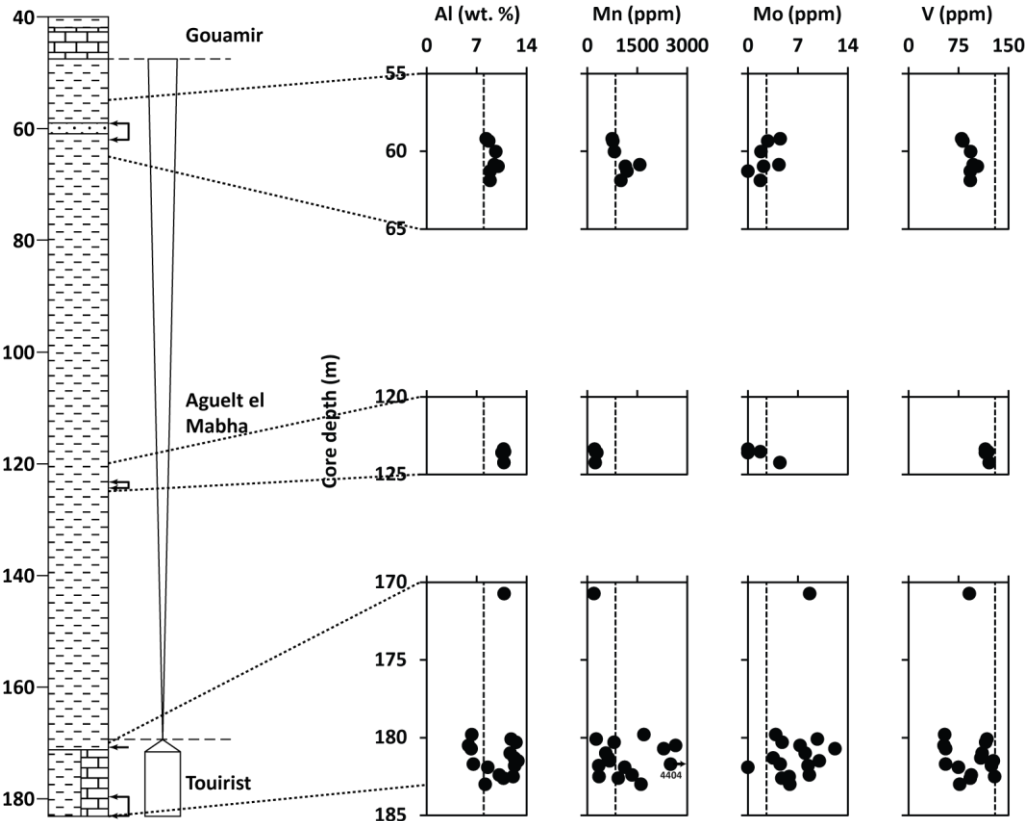 Al (wt. %) Mn (ppm) Mo (ppm) V (ppm)
0 7 14 0 1500 3000 0 7 14 0 75 150
40
60
80
100
120
140
160
180
Gouamir
Aguelt el
Mabha
Touirist
Core depth (m)
55
60
65
120
125
170
175
180
185
4404